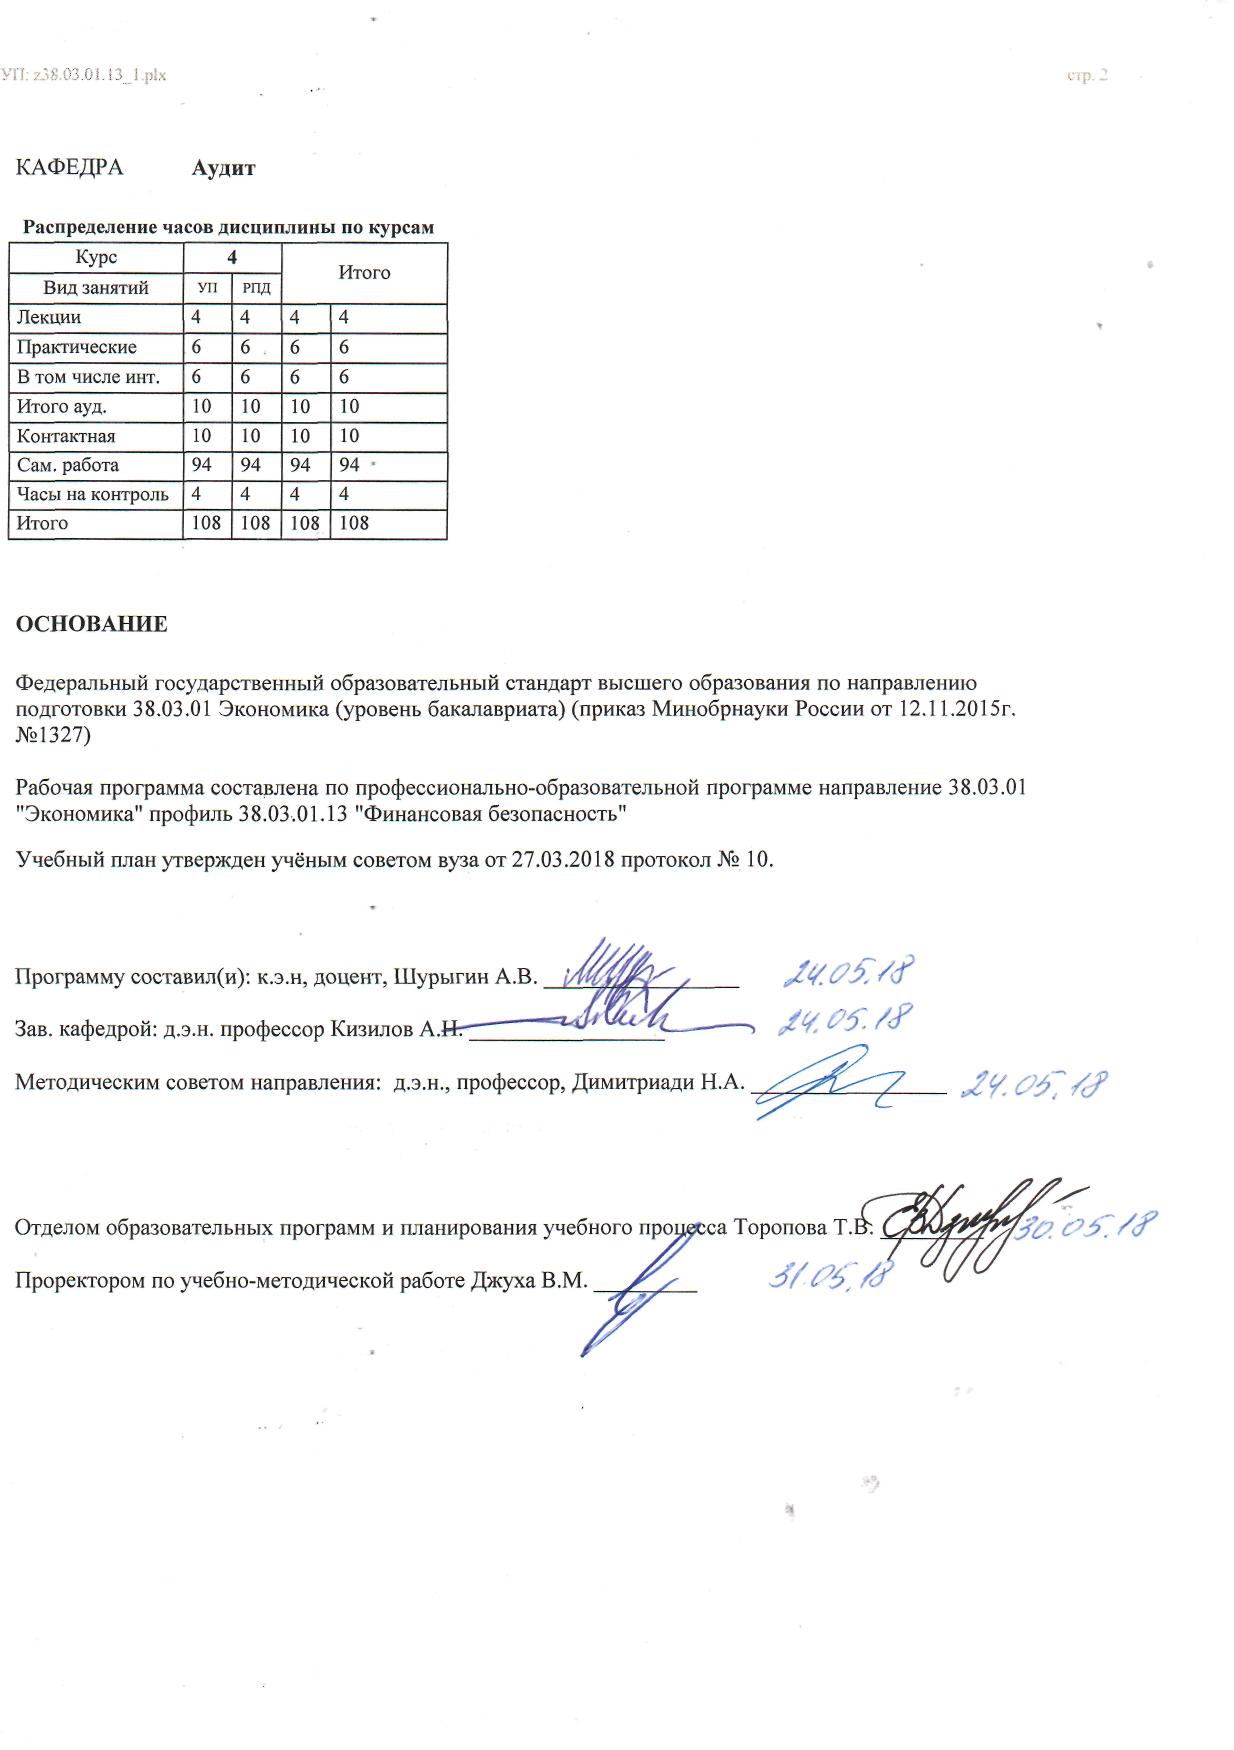 УП: z38.03.01.13_1.plx стр. 2
КАФЕДРА Аудит
Распределение часов дисциплины по курсам
Курс 4 Итого
Вид занятий УП РПД
Лекции 4 4 4 4
Практические 6 6 6 6
В том числе инт. 6 6 6 6
Итого ауд. 10 10 10 10
Контактная 10 10 10 10
Сам. работа 94 94 94 94
Часы на контроль 4 4 4 4
Итого 108 108 108 108
ОСНОВАНИЕ
Федеральный государственный образовательный стандарт высшего образования по направлению
подготовки 38.03.01 Экономика (уровень бакалавриата) (приказ Минобрнауки России от 12.11.2015г.
№1327)
Рабочая программа составлена по профессионально-образовательной программе направление 38.03.01
"Экономика" профиль 38.03.01.13 "Финансовая безопасность"
Учебный план утвержден учёным советом вуза от 27.03.2018 протокол № 10.
Программу составил(и): к.э.н, доцент, Шурыгин А.В. 24.05.18
Зав. кафедрой: д.э.н. профессор Кизилов А.Н. 24.05.18
Методическим советом направления: д.э.н., профессор, Димитриади Н.А. 24.05.18
Отделом образовательных программ и планирования учебного процесса Торопова Т.В. 30.05.18
Проректором по учебно-методической работе Джуха В.М. 31.05.18